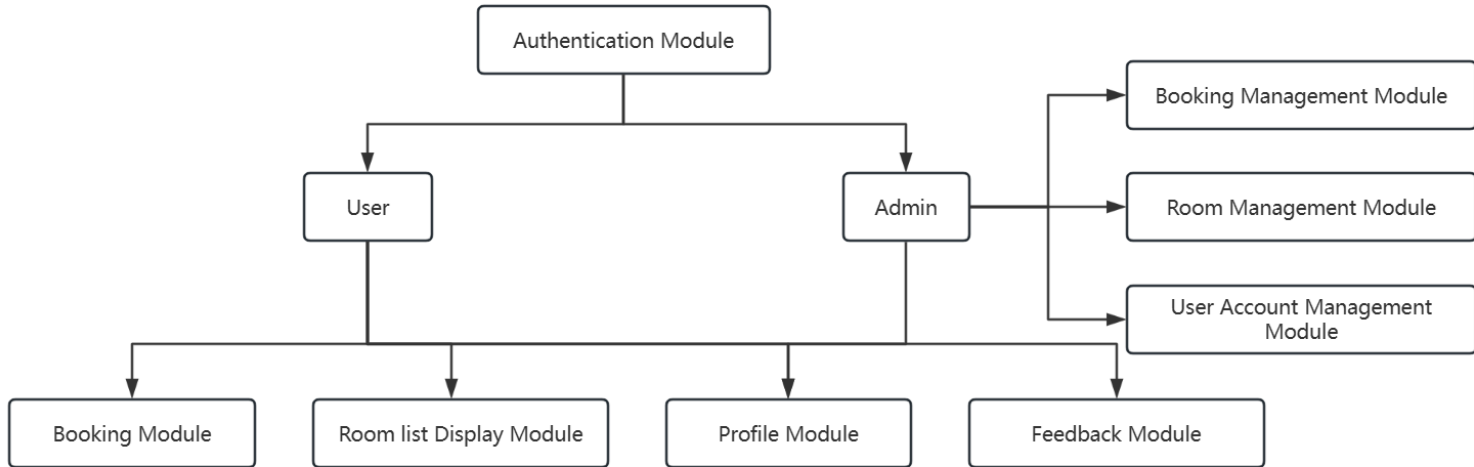 Authentication Module
Booking Management Module
User
Admin
Room Management Module
User Account Management
Module
Booking Module
Room list Display Module
Profile Module
Feedback Module